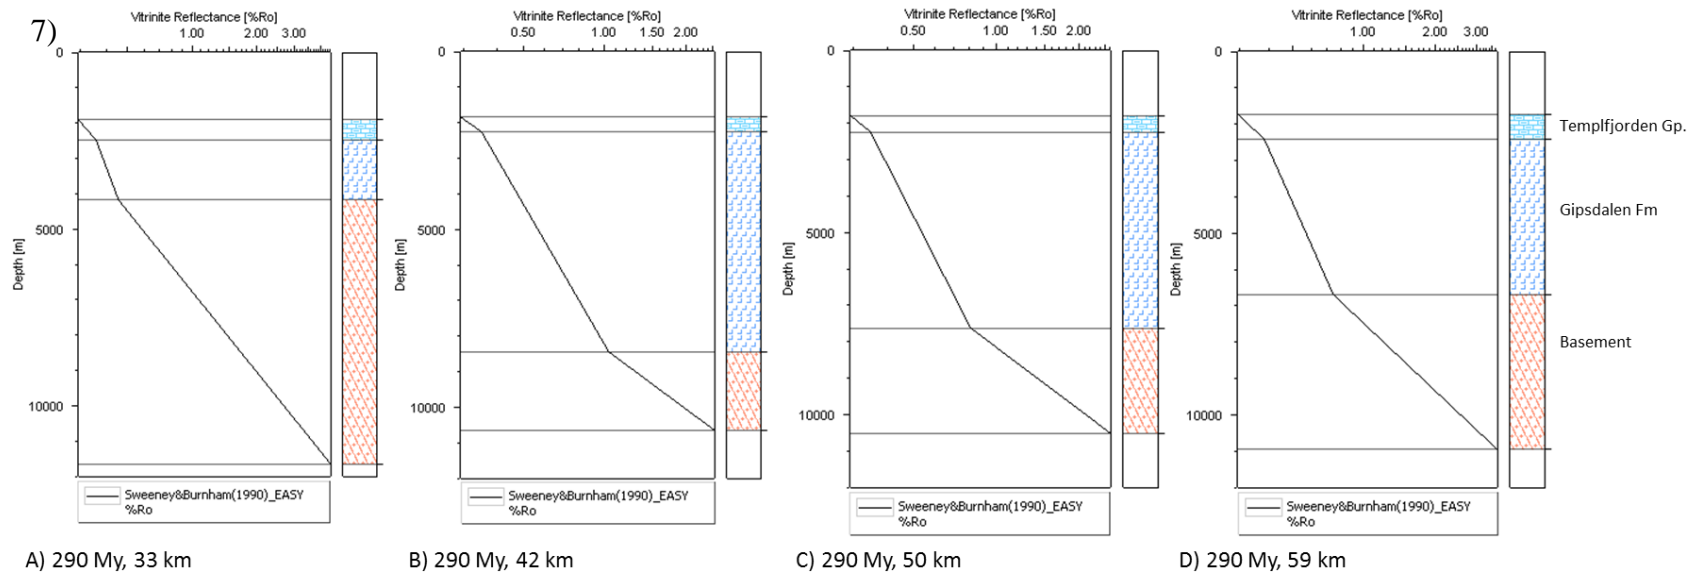 7)
Vitrinite Reflectance [%Ro]
1.00 2.00 3.00
0
5000
10000
Depth [m]
Sweeney&Burnham(1990)_EASY
%Ro
A) 290 My, 33 km
Vitrinite Reflectance [%Ro]
0.50 1.00 1.50 2.00
0
5000
10000
Depth [m]
Sweeney&Burnham(1990)_EASY
%Ro
B) 290 My, 42 km
Vitrinite Reflectance [%Ro]
0.50 1.00 1.50 2.00
0
5000
10000
Depth [m]
Sweeney&Burnham(1990)_EASY
%Ro
C) 290 My, 50 km
Vitrinite Reflectance [%Ro]
1.00 2.00 3.00
0
5000
10000
Depth [m]
Sweeney&Burnham(1990)_EASY
%Ro
D) 290 My, 59 km
Templfjorden Gp.
Gipsdalen Fm
Basement